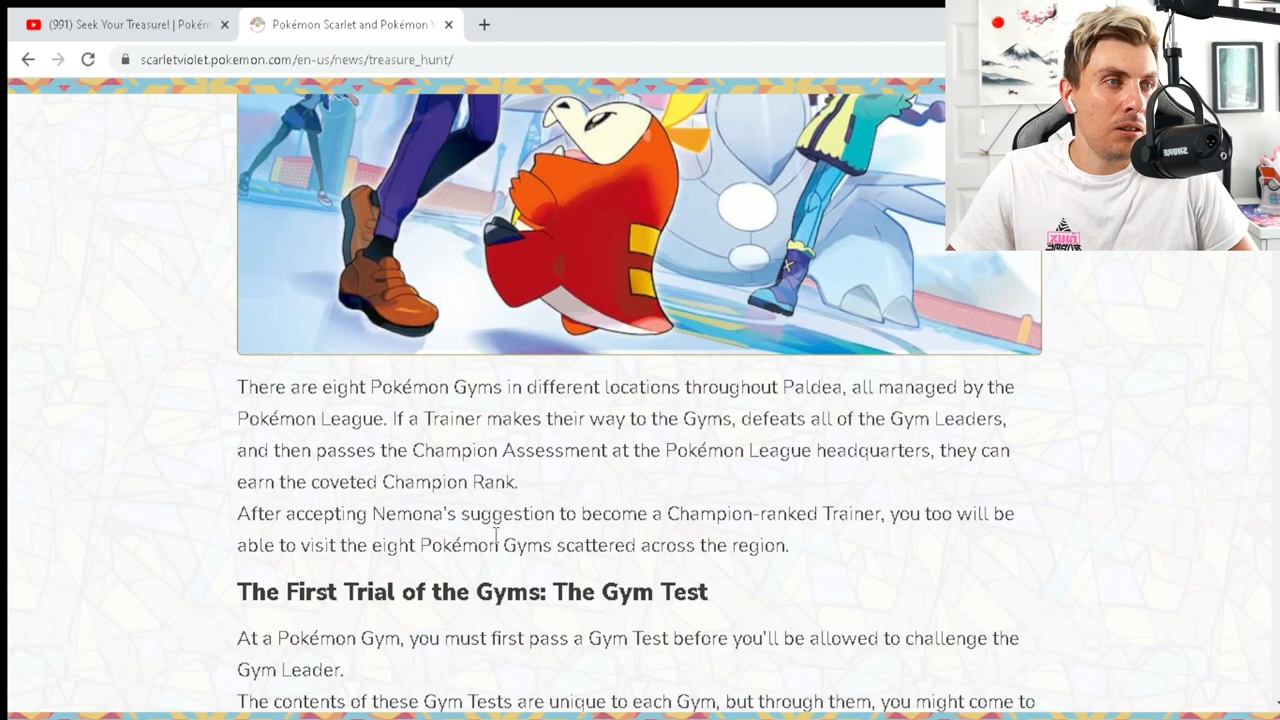 (991) Seek Your Treasure! | Pokém
Pokémon Scarlet and Pokémon V
scarletviolet.pokemon.com/en-us/news/treasure_hunt/
SHURE
There are eight Pokémon Gyms in different locations throughout Paldea, all managed by the
Pokémon League. If a Trainer makes their way to the Gyms, defeats all of the Gym Leaders,
and then passes the Champion Assessment at the Pokémon League headquarters, they can
earn the coveted Champion Rank.
After accepting Nemona's suggestion to become a Champion-ranked Trainer, you too will be
able to visit the eight Pokémon Gyms scattered across the region.
The First Trial of the Gyms: The Gym Test
At a Pokémon Gym, you must first pass a Gym Test before you'll be allowed to challenge the
Gym Leader.
The contents of these Gym Tests are unique to each Gym, but through them, you might come to